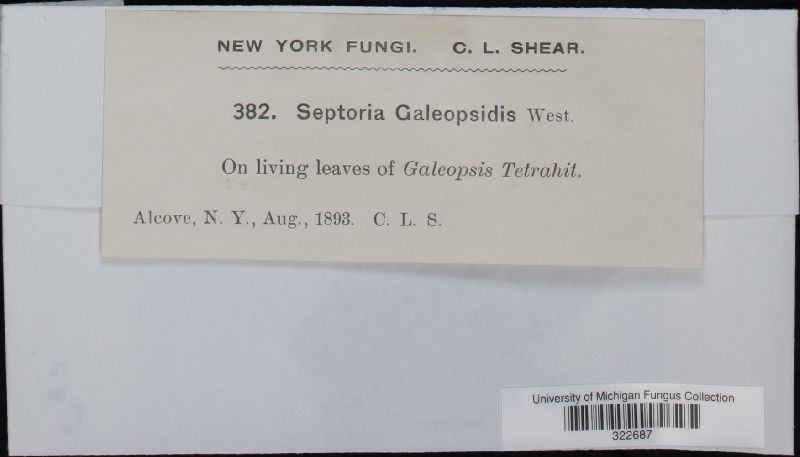 NEW YORK FUNGI. C. L. SHEAR.
382. Septoria Galeopsidis West.
On living leaves of Galeopsis Tetrahit.
Alcove, N. Y., Aug., 1893. C. L. S.
University of Michigan Fungus Collection
322687